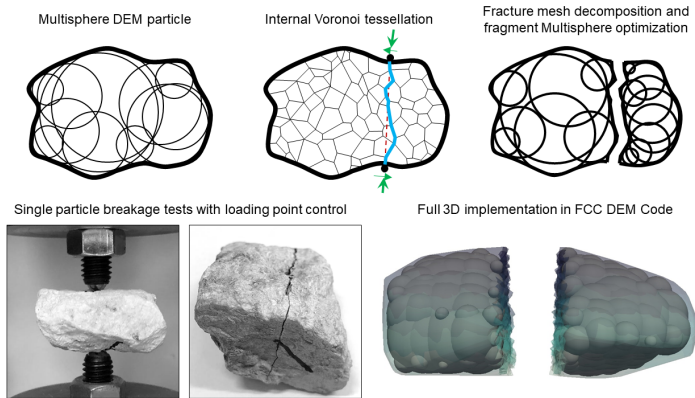 Multisphere DEM particle
Internal Voronoi tessellation
Fracture mesh decomposition and
fragment Multisphere optimization
Single particle breakage tests with loading point control
Full 3D implementation in FCC DEM Code